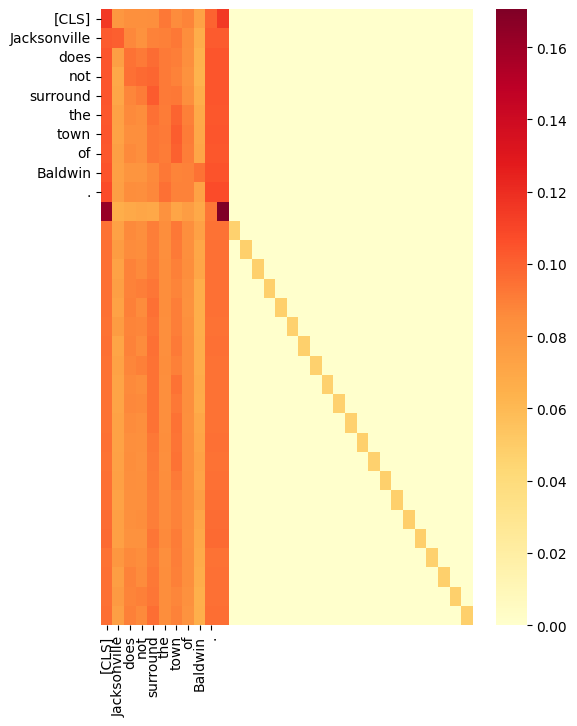 [CLS]
Jacksonville
does
not
surround
the
town
of
Baldwin
.
0.16
0.14
0.12
0.10
0.08
0.06
0.04
0.02
0.00
[CLS]
Jacksonville
does
not
surround
the
town
of
Baldwin
.